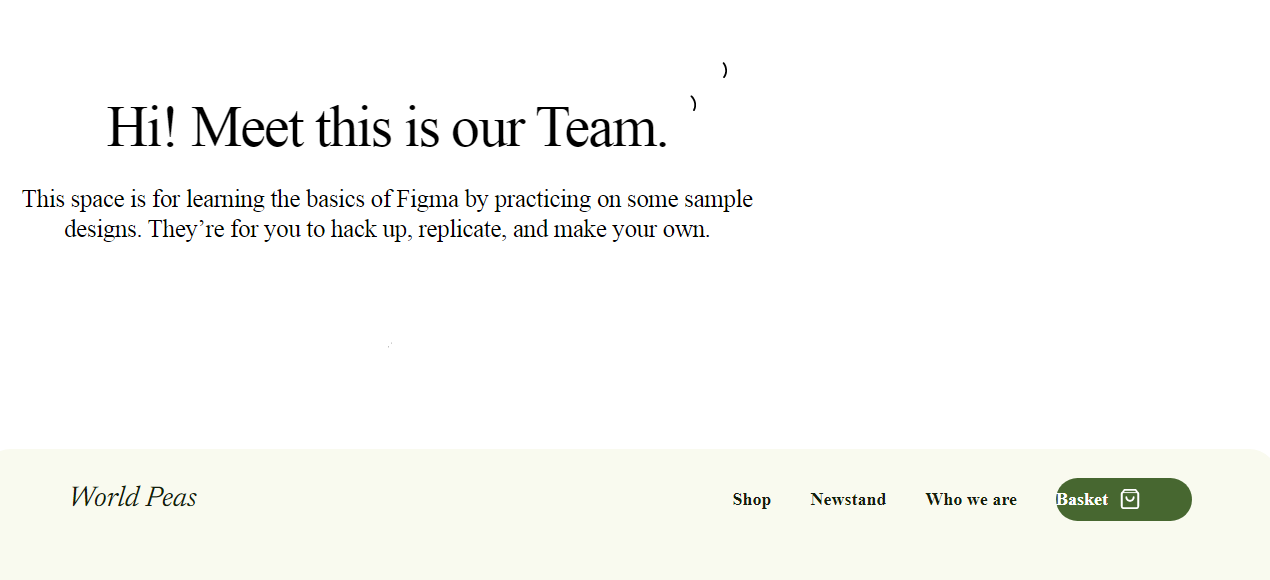 Hi! Meet this is our Team.
This space is for learning the basics of Figma by practicing on some sample
designs. They’re for you to hack up, replicate, and make your own.
World Peas
Shop
Newstand
Who we are
Basket